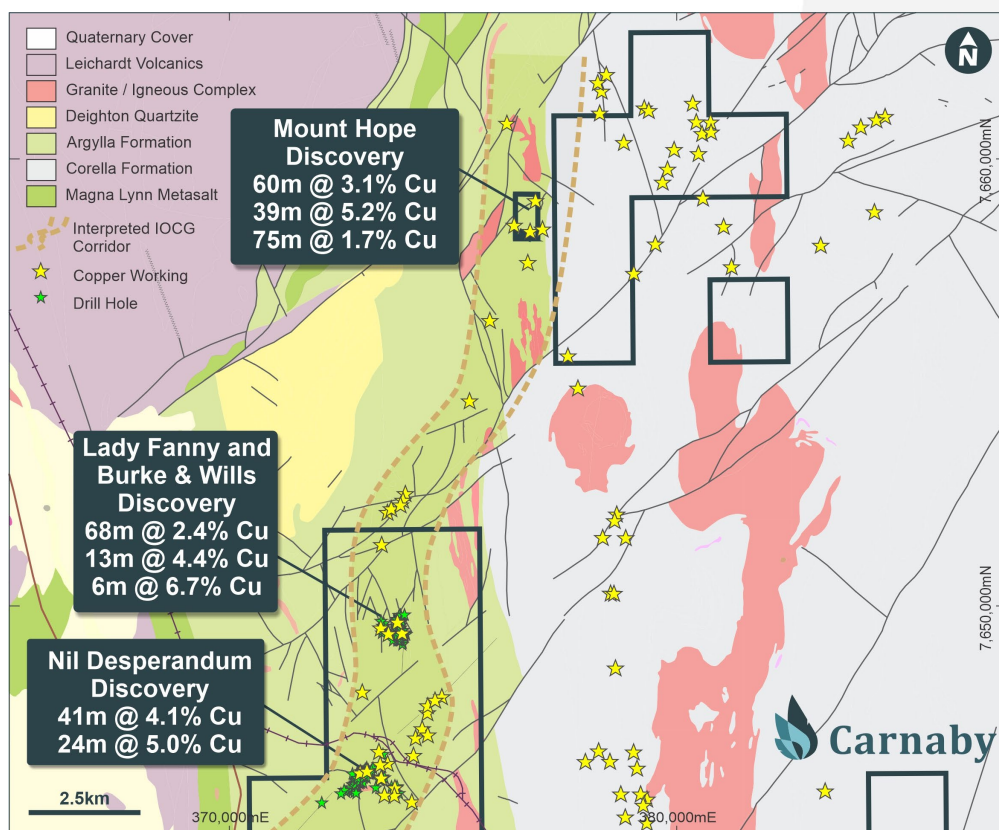 Quaternary Cover
Leichardt Volcanics
Granite / Igneous Complex
Deighton Quartzite
Argylla Formation
Corella Formation
Magna Lynn Metasalt
Interpreted IOCG
Corridor
Copper Working
Drill Hole
Mount Hope
Discovery
60m @ 3.1% Cu
39m @ 5.2% Cu
75m @ 1.7% Cu
N
7,660,000mN
Lady Fanny and
Burke & Wills
Discovery
68m @ 2.4% Cu
13m @ 4.4% Cu
6m @ 6.7% Cu
7,650,000mN
Nil Desperandum
Discovery
41m @ 4.1% Cu
24m @ 5.0% Cu
Carnaby
2.5km
370,000mE
380,000mE